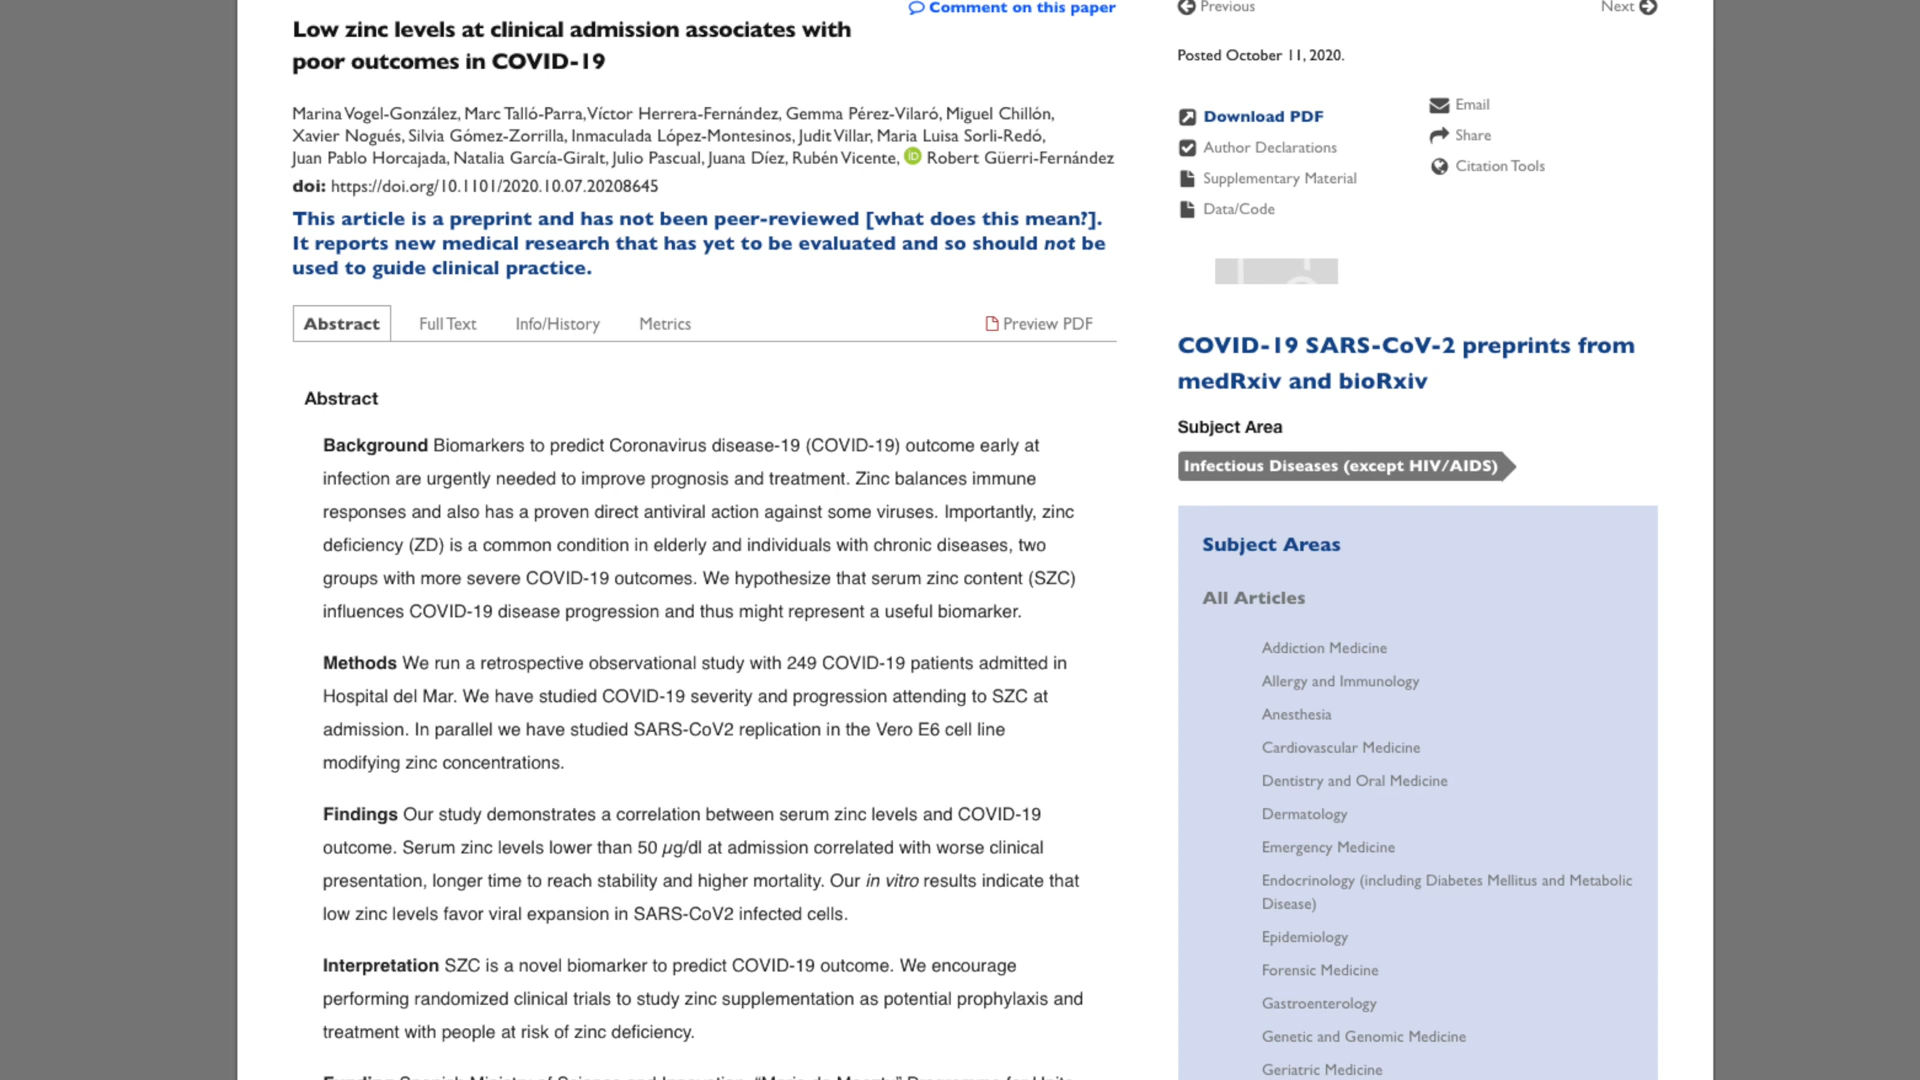 Comment on this paper
Low zinc levels at clinical admission associates with
poor outcomes in COVID-19
Marina Vogel-González, Marc Talló-Parra, Víctor Herrera-Fernández, Gemma Pérez-Vilaró, Miguel Chillón,
Xavier Nogués, Silvia Gómez-Zorrilla, Inmaculada López-Montesinos, Judit Villar, Maria Luisa Sorli-Redó,
Juan Pablo Horcajada, Natalia García-Giralt, Julio Pascual, Juana Díez, Rubén Vicente, iD Robert Güerri-Fernández
doi: https://doi.org/10.1101/2020.10.07.20208645
This article is a preprint and has not been peer-reviewed [what does this mean?].
It reports new medical research that has yet to be evaluated and so should not be
used to guide clinical practice.
Abstract Full Text Info/History Metrics Preview PDF
Abstract
Background Biomarkers to predict Coronavirus disease-19 (COVID-19) outcome early at
infection are urgently needed to improve prognosis and treatment. Zinc balances immune
responses and also has a proven direct antiviral action against some viruses. Importantly, zinc
deficiency (ZD) is a common condition in elderly and individuals with chronic diseases, two
groups with more severe COVID-19 outcomes. We hypothesize that serum zinc content (SZC)
influences COVID-19 disease progression and thus might represent a useful biomarker.
Methods We run a retrospective observational study with 249 COVID-19 patients admitted in
Hospital del Mar. We have studied COVID-19 severity and progression attending to SZC at
admission. In parallel we have studied SARS-CoV2 replication in the Vero E6 cell line
modifying zinc concentrations.
Findings Our study demonstrates a correlation between serum zinc levels and COVID-19
outcome. Serum zinc levels lower than 50 µg/dl at admission correlated with worse clinical
presentation, longer time to reach stability and higher mortality. Our in vitro results indicate that
low zinc levels favor viral expansion in SARS-CoV2 infected cells.
Interpretation SZC is a novel biomarker to predict COVID-19 outcome. We encourage
performing randomized clinical trials to study zinc supplementation as potential prophylaxis and
treatment with people at risk of zinc deficiency.
Previous Next
Posted October 11, 2020.
Download PDF
Author Declarations
Supplementary Material
Data/Code
Email
Share
Citation Tools
COVID-19 SARS-CoV-2 preprints from
medRxiv and bioRxiv
Subject Area
Infectious Diseases (except HIV/AIDS)
Subject Areas
All Articles
Addiction Medicine
Allergy and Immunology
Anesthesia
Cardiovascular Medicine
Dentistry and Oral Medicine
Dermatology
Emergency Medicine
Endocrinology (including Diabetes Mellitus and Metabolic
Disease)
Epidemiology
Forensic Medicine
Gastroenterology
Genetic and Genomic Medicine
Geriatric Medicine